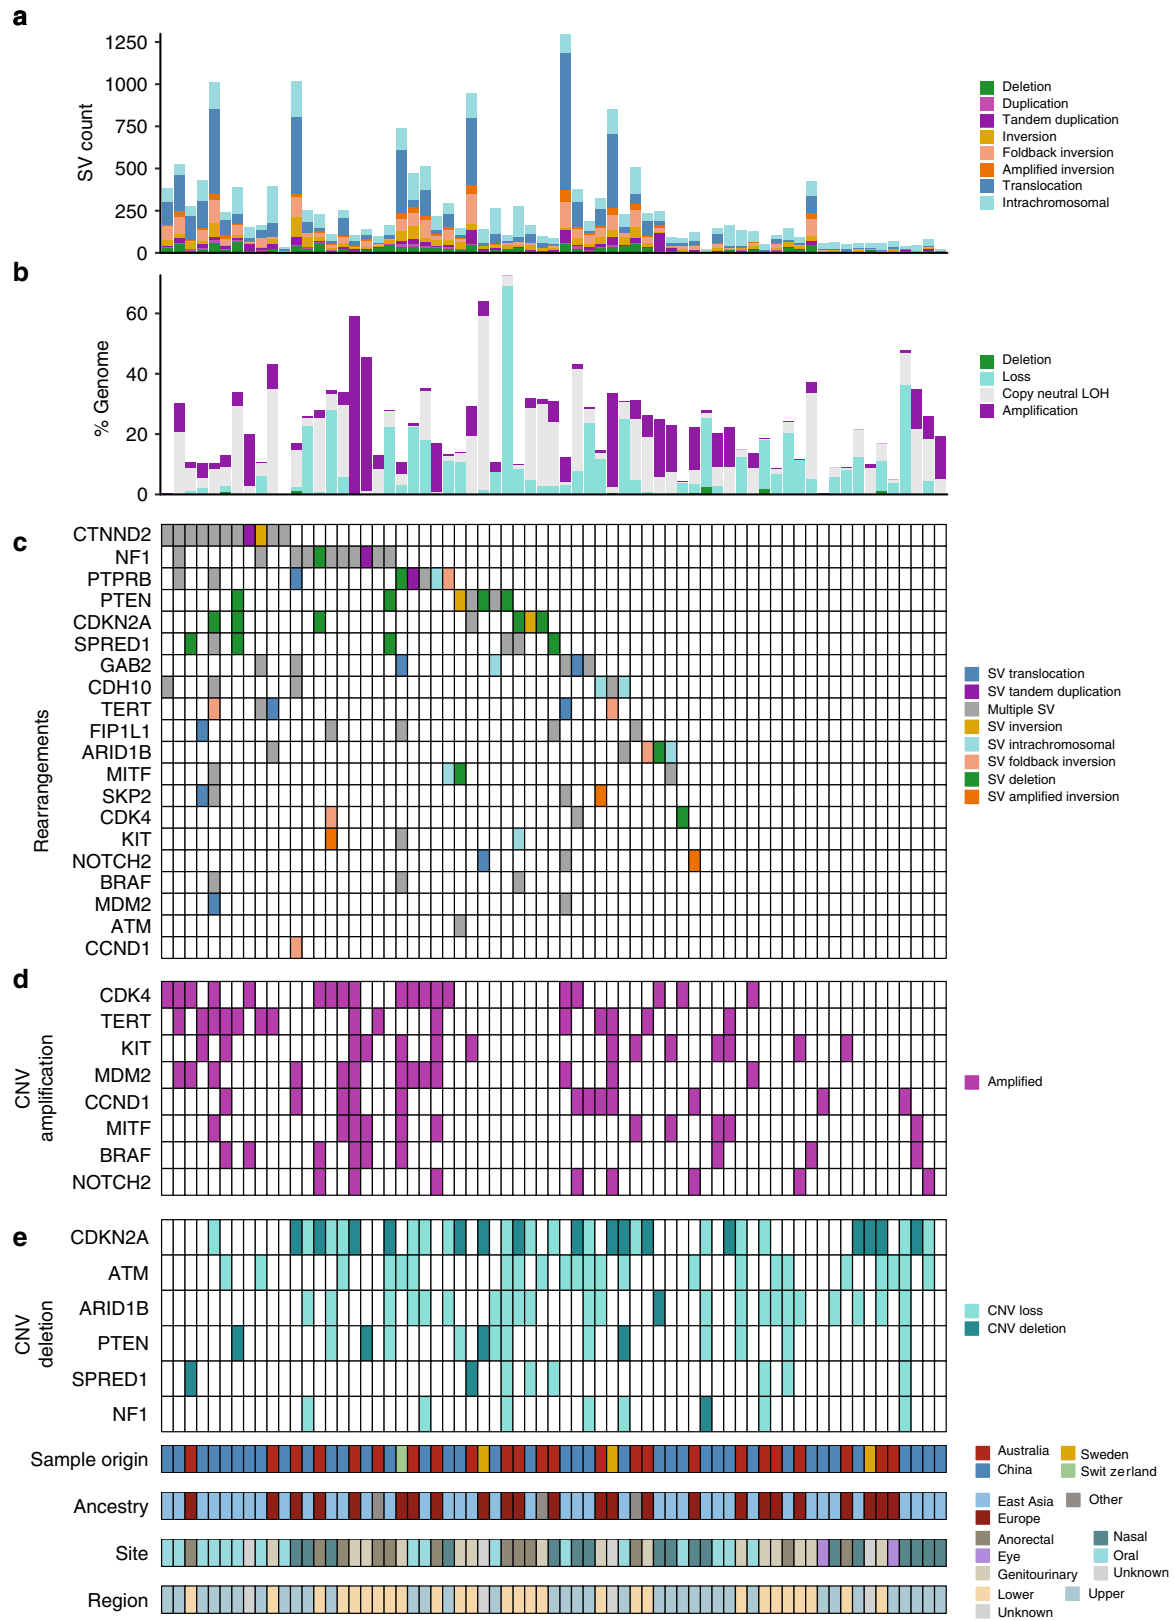 a
1250
1000
750
500
250
0
SV count
Deletion
Duplication
Tandem duplication
Inversion
Foldback inversion
Amplified inversion
Translocation
Intrachromosomal
b
60
40
20
0
% Genome
Deletion
Loss
Copy neutral LOH
Amplification
c
Rearrangements
CTNND2
NF1
PTPRB
PTEN
CDKN2A
SPRED1
GAB2
CDH10
TERT
FIP1L1
ARID1B
MITF
SKP2
CDK4
KIT
NOTCH2
BRAF
MDM2
ATM
CCND1
SV translocation
SV tandem duplication
Multiple SV
SV inversion
SV intrachromosomal
SV foldback inversion
SV deletion
SV amplified inversion
d
CNV
amplification
CDK4
TERT
KIT
MDM2
CCND1
MITF
BRAF
NOTCH2
Amplified
e
CNV
deletion
CDKN2A
ATM
ARID1B
PTEN
SPRED1
NF1
CNV loss
CNV deletion
Sample origin
Australia
China
Sweden
Swit zerland
Ancestry
East Asia
Europe
Other
Site
Anorectal
Eye
Genitourinary
Nasal
Oral
Unknown
Region
Lower
Unknown
Upper